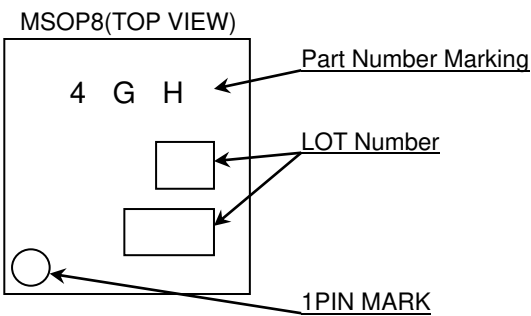 MSOP8(TOP VIEW)
Part Number Marking
4 G H
LOT Number
1PIN MARK